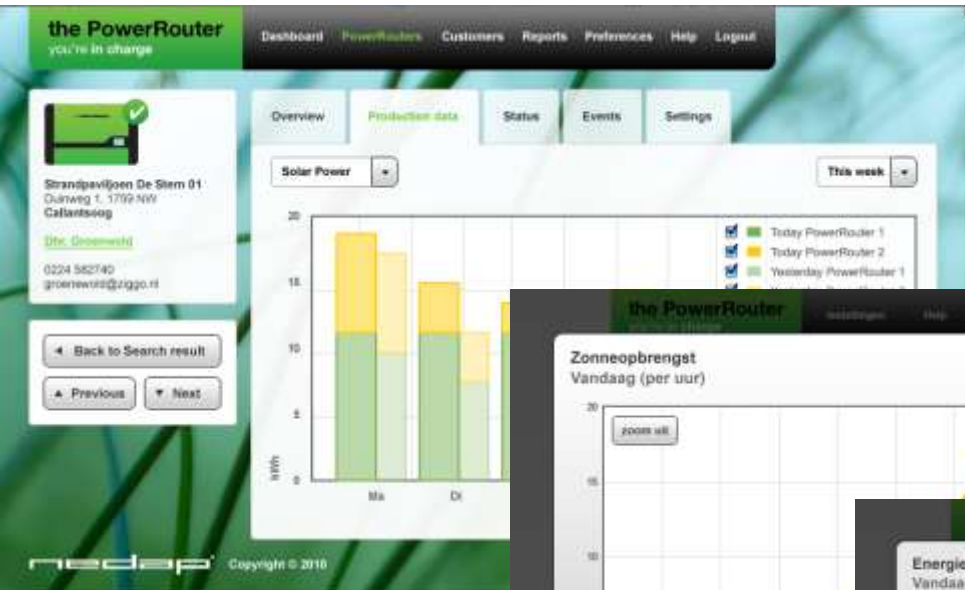 the PowerRouter
you're in charge
Dashboard PowerRouters Customers Reports Preferences Help Logout
Strandpaviljoen De Stern 01
Duinweg 1, 1759 NW
Callantsoog
Dhr. Groenwold
0224 582740
groenewold@ziggo.nl
Back to Search result
Previous Next
Overview Production data Status Events Settings
Solar Power This week
20
15
10
5
0
kWh
Ma Di
Today PowerRouter 1
Today PowerRouter 2
Yesterday PowerRouter 1
nedap Copyright © 2010
the PowerRouter
you're in charge
Instellingen Help
Zonneopbrengst
Vandaag (per uur)
20
zoom uit
15
10
Energie
Vandaa